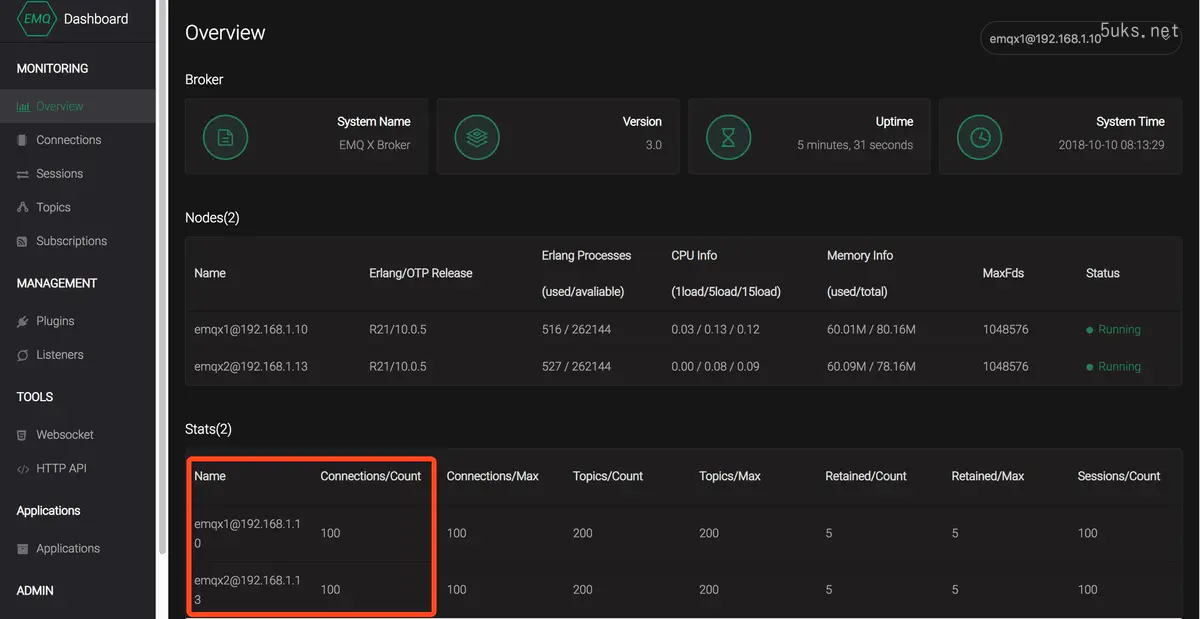 EMQ Dashboard
MONITORING
Overview
Connections
Sessions
Topics
Subscriptions
MANAGEMENT
Plugins
Listeners
TOOLS
Websocket
HTTP API
Applications
Applications
ADMIN
Overview
emqx1@192.168.1.10
5uks.net
Broker
System Name
EMQ X Broker
Version
3.0
Uptime
5 minutes, 31 seconds
System Time
2018-10-10 08:13:29
Nodes(2)
Name Erlang/OTP Release Erlang Processes (used/avaliable) CPU Info (1load/5load/15load) Memory Info (used/total) MaxFds Status
emqx1@192.168.1.10 R21/10.0.5 516 / 262144 0.03 / 0.13 / 0.12 60.01M / 80.16M 1048576 Running
emqx2@192.168.1.13 R21/10.0.5 527 / 262144 0.00 / 0.08 / 0.09 60.09M / 78.16M 1048576 Running
Stats(2)
Name Connections/Count Connections/Max Topics/Count Topics/Max Retained/Count Retained/Max Sessions/Count
emqx1@192.168.1.10 100 100 200 200 5 5 100
emqx2@192.168.1.13 100 100 200 200 5 5 100